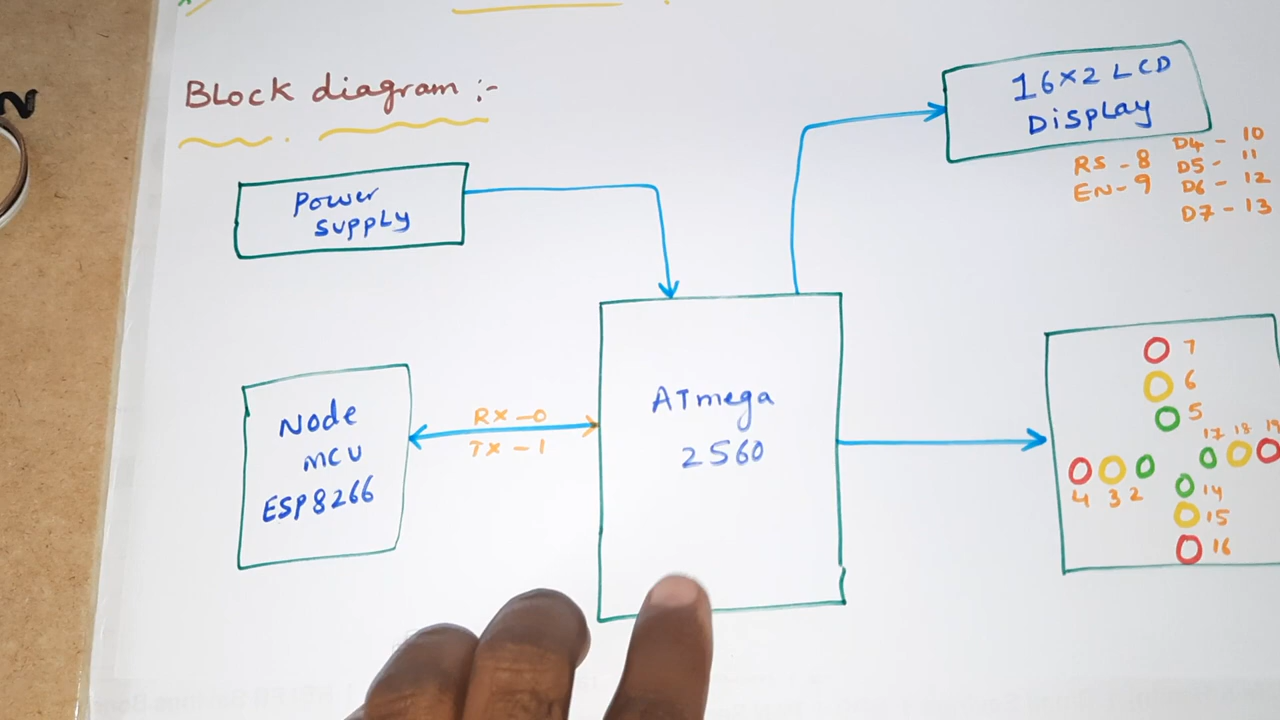 Block diagram :-
16x2 LCD
Display
RS - 8
EN - 9
D4 - 10
D5 - 11
D6 - 12
D7 - 13
Power
Supply
Node
MCU
ESP8266
RX - 0
TX - 1
ATmega
2560
7
6
5
17 18 19
4 3 2
14
15
16